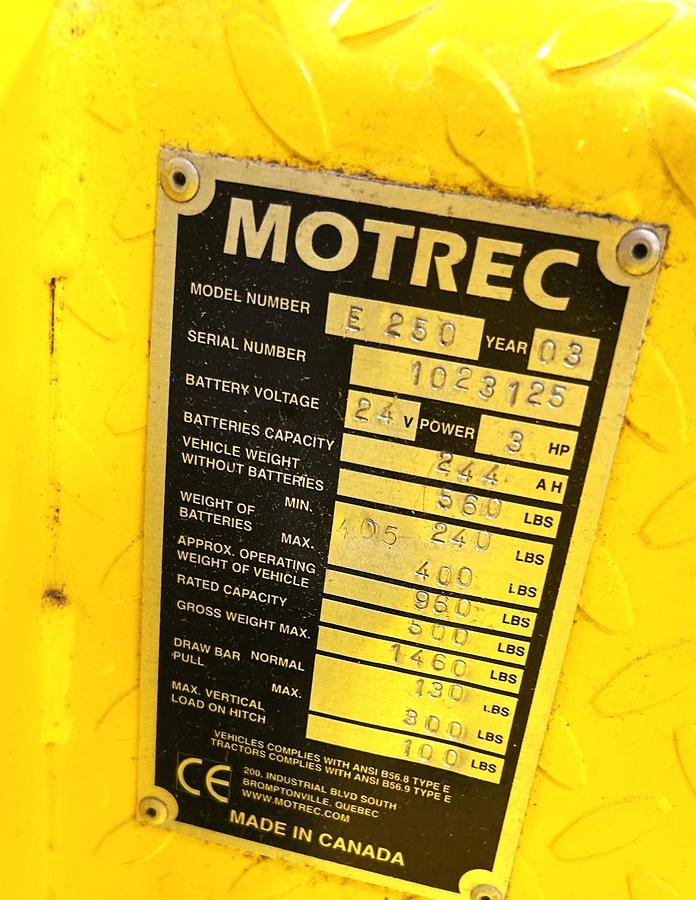 MOTREC
MODEL NUMBER E 250 YEAR 03
SERIAL NUMBER 1023125
BATTERY VOLTAGE 24 V POWER 3 HP
BATTERIES CAPACITY 244 AH
VEHICLE WEIGHT
WITHOUT BATTERIES 560 LBS
WEIGHT OF
BATTERIES MIN. 405 240 LBS
MAX. 400 LBS
APPROX. OPERATING
WEIGHT OF VEHICLE 960 LBS
RATED CAPACITY 500 LBS
GROSS WEIGHT MAX. 1460 LBS
DRAW BAR NORMAL 130 LBS
PULL MAX. 300 LBS
MAX. VERTICAL
LOAD ON HITCH 100 LBS
VEHICLES COMPLIES WITH ANSI B56.8 TYPE E
TRACTORS COMPLIES WITH ANSI B56.9 TYPE E
CE
200, INDUSTRIAL BLVD SOUTH
BROMPTONVILLE, QUEBEC
WWW.MOTREC.COM
MADE IN CANADA